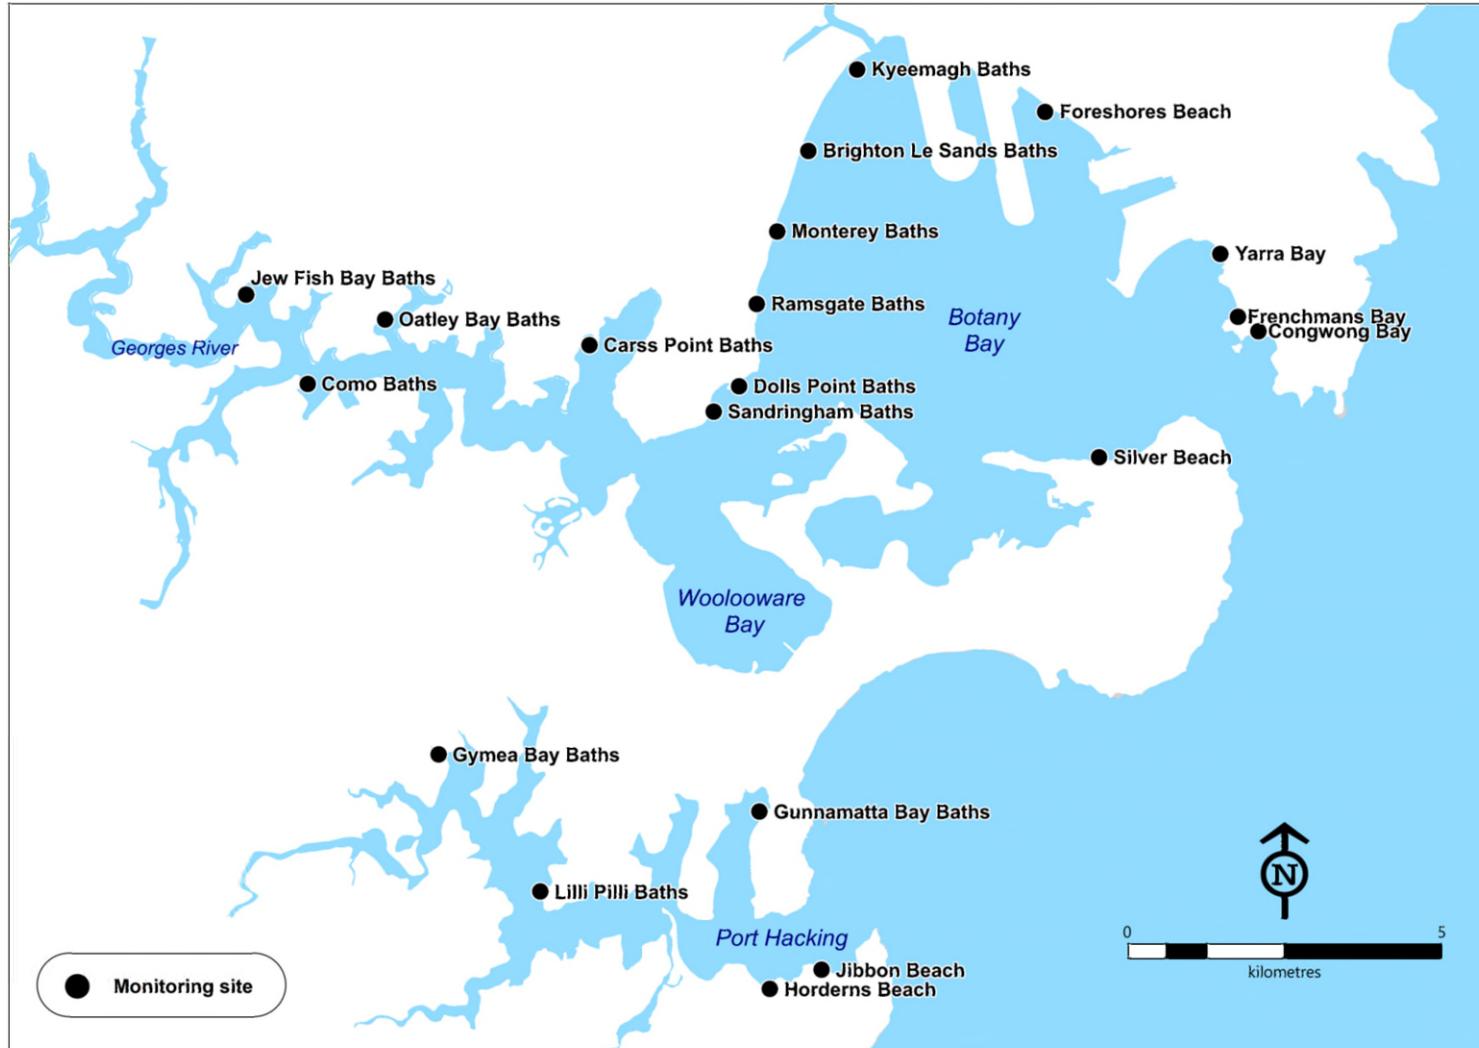 Kyeemagh Baths
Foreshores Beach
Brighton Le Sands Baths
Monterey Baths
Yarra Bay
Jew Fish Bay Baths
Ramsgate Baths
Oatley Bay Baths
Botany
Bay
Frenchmans Bay
Congwong Bay
Georges River
Carss Point Baths
Como Baths
Dolls Point Baths
Sandringham Baths
Silver Beach
Woolooware
Bay
Gymea Bay Baths
Gunnamatta Bay Baths
Lilli Pilli Baths
N
Port Hacking
0 5
kilometres
Jibbon Beach
Horderns Beach
Monitoring site